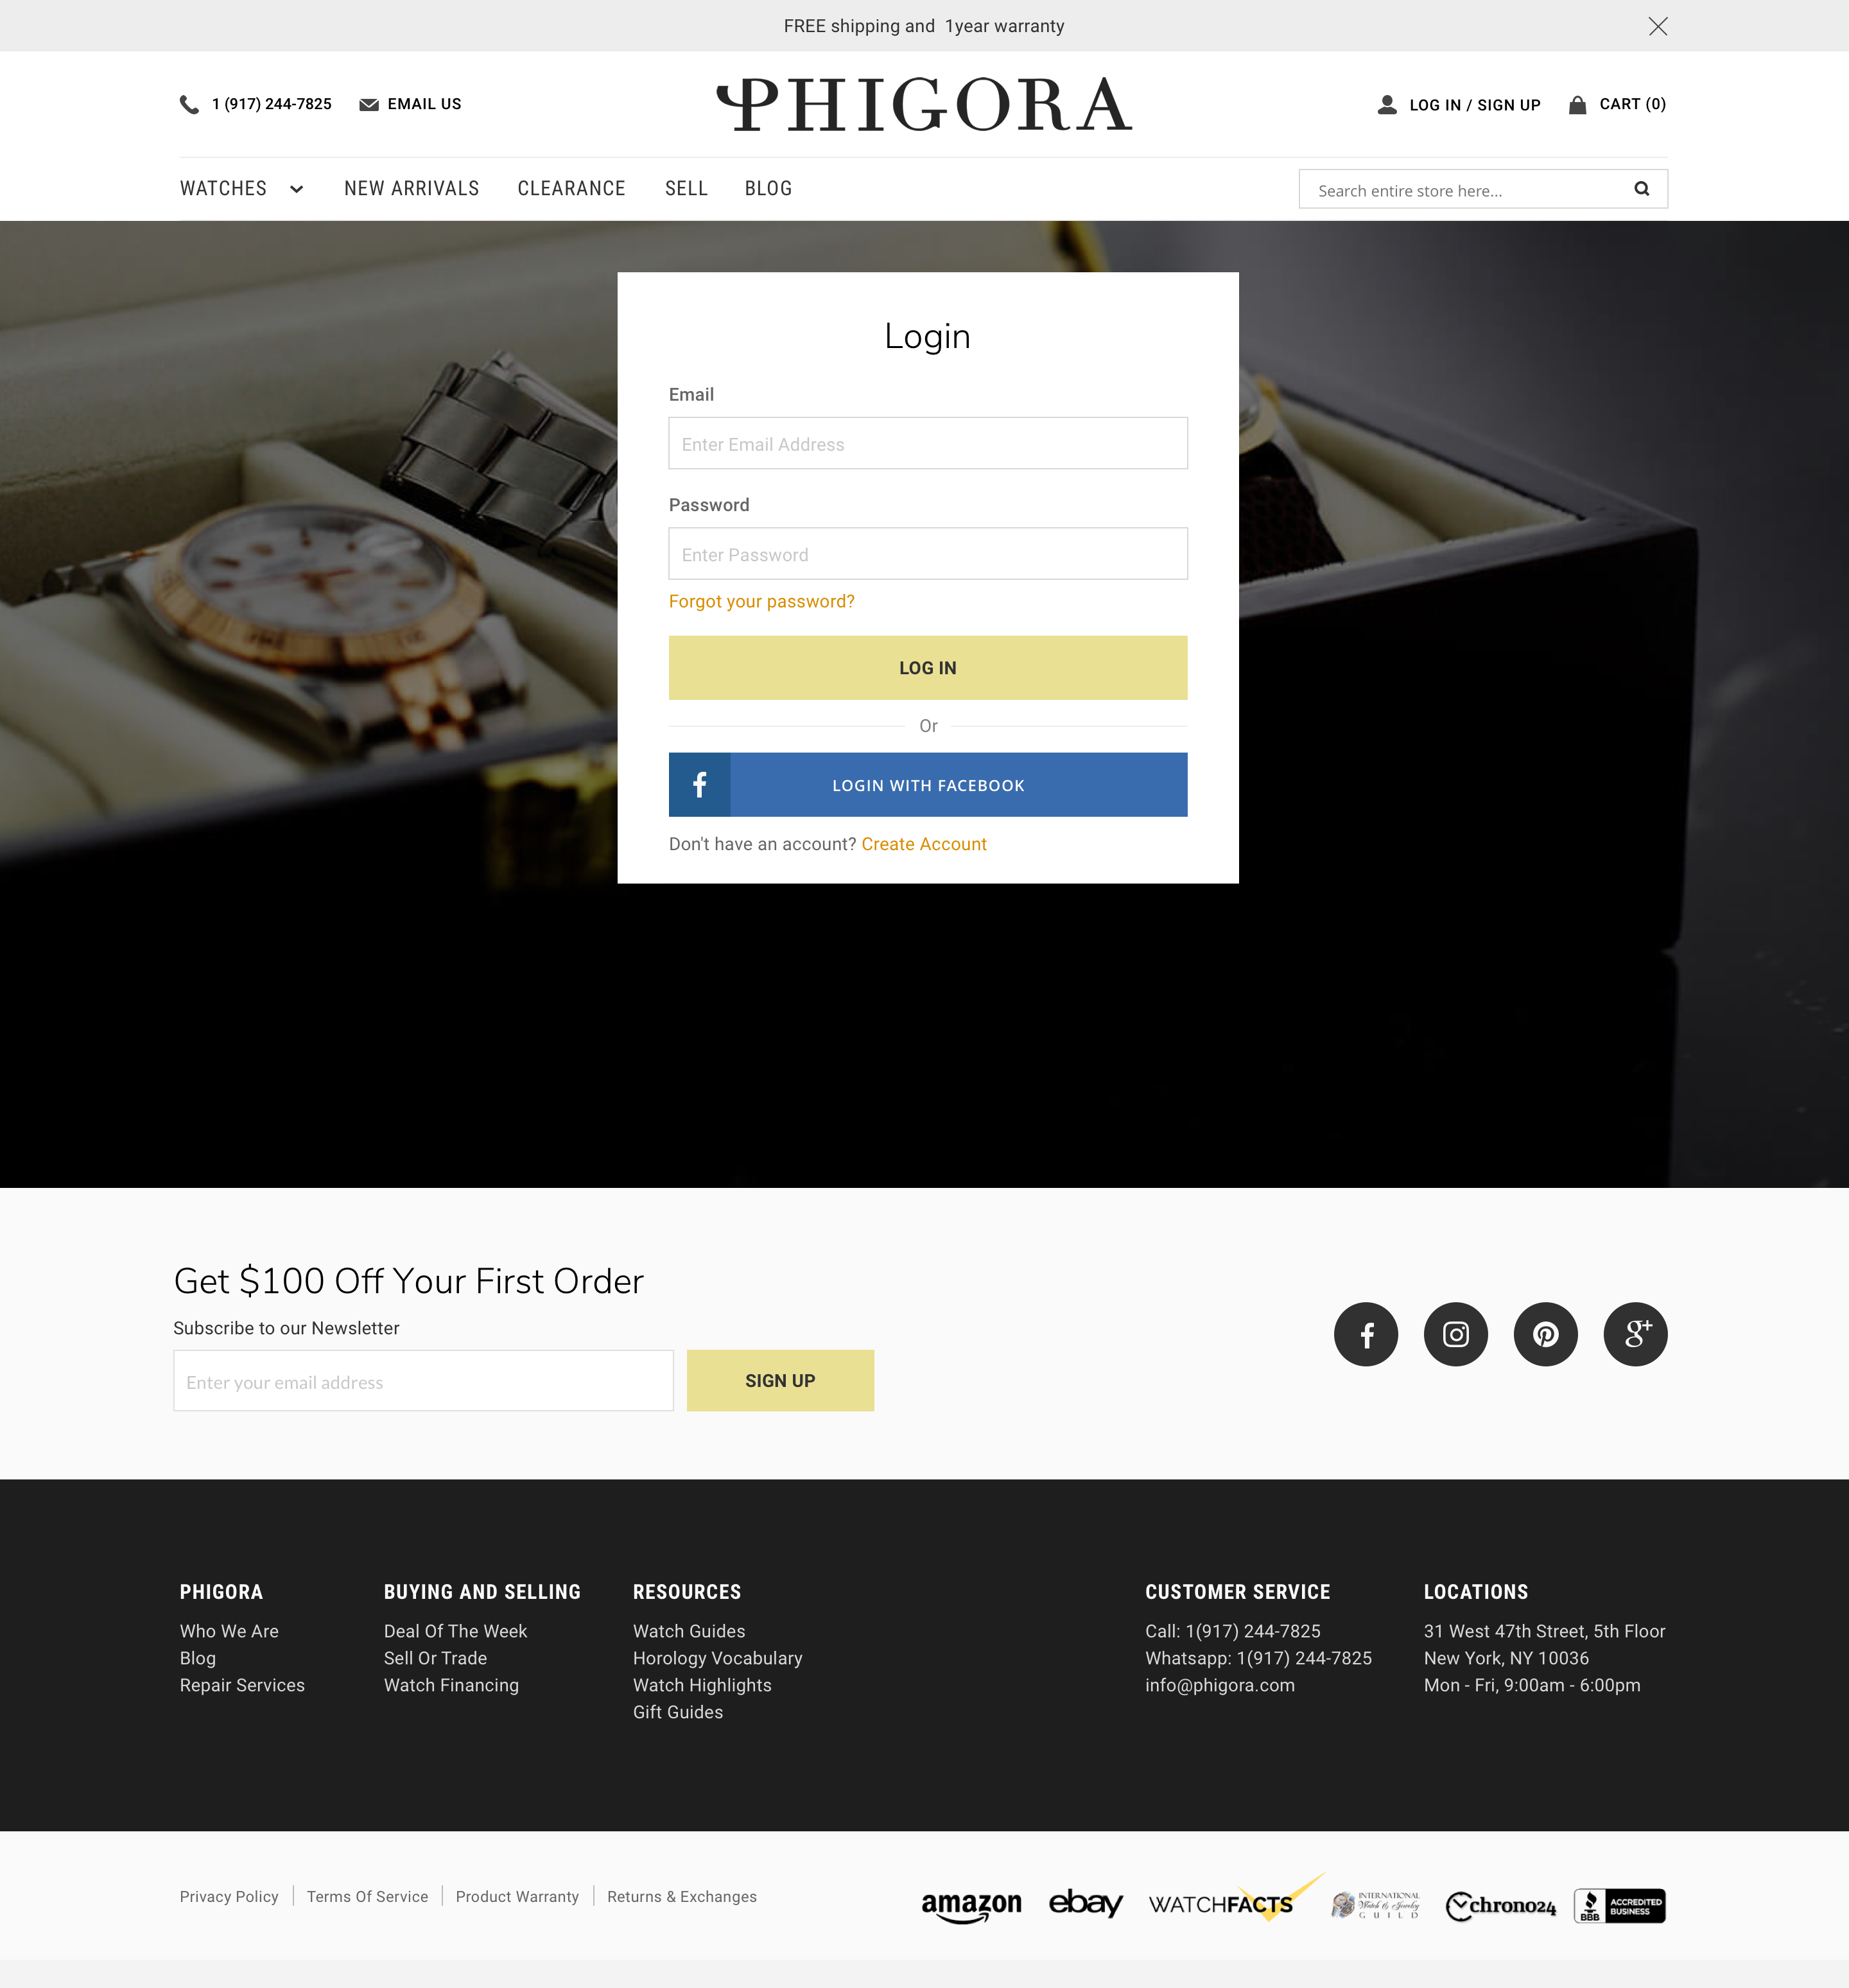 FREE shipping and  1year warranty
1 (917) 244-7825
EMAIL US
PHIGORA
LOG IN / SIGN UP
CART (0)
WATCHES
NEW ARRIVALS
CLEARANCE
SELL
BLOG
Search entire store here...
Login
Email
Enter Email Address
Password
Enter Password
Forgot your password?
LOG IN
Or
f
LOGIN WITH FACEBOOK
Don't have an account? Create Account
Get $100 Off Your First Order
Subscribe to our Newsletter
Enter your email address
SIGN UP
f
g+
PHIGORA
Who We Are
Blog
Repair Services
BUYING AND SELLING
Deal Of The Week
Sell Or Trade
Watch Financing
RESOURCES
Watch Guides
Horology Vocabulary
Watch Highlights
Gift Guides
CUSTOMER SERVICE
Call: 1(917) 244-7825
Whatsapp: 1(917) 244-7825
info@phigora.com
LOCATIONS
31 West 47th Street, 5th Floor
New York, NY 10036
Mon - Fri, 9:00am - 6:00pm
Privacy Policy
Terms Of Service
Product Warranty
Returns & Exchanges
amazon
ebay
WATCHFACTS
INTERNATIONAL
Watch & Jewelry
GUILD
chrono24
BBB
ACCREDITED
BUSINESS